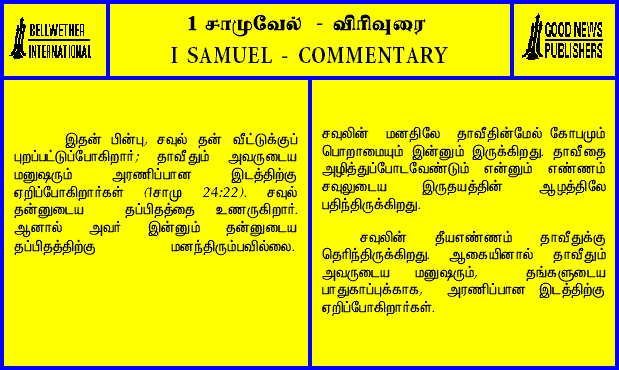 BELLWETHER
INTERNATIONAL
1 சாமுவேல் - விரிவுரை
I SAMUEL - COMMENTARY
GOOD NEWS
PUBLISHERS
இதன் பின்பு, சவுல் தன் வீட்டுக்குப்
புறப்பட்டுப்போகிறார்; தாவீதும் அவருடைய
மனுஷரும் அரணிப்பான இடத்திற்கு
ஏறிப்போகிறார்கள் (1சாமு 24:22). சவுல்
தன்னுடைய தப்பிதத்தை உணருகிறார்.
ஆனால் அவர் இன்னும் தன்னுடைய
தப்பிதத்திற்கு மனந்திரும்பவில்லை.
சவுலின் மனதிலே தாவீதின்மேல் கோபமும்
பொறாமையும் இன்னும் இருக்கிறது. தாவீதை
அழித்துப்போடவேண்டும் என்னும் எண்ணம்
சவுலுடைய இருதயத்தின் ஆழத்திலே
பதிந்திருக்கிறது.
சவுலின் தீயஎண்ணம் தாவீதுக்கு
தெரிந்திருக்கிறது. ஆகையினால் தாவீதும்
அவருடைய மனுஷரும், தங்களுடைய
பாதுகாப்புக்காக, அரணிப்பான இடத்திற்கு
ஏறிப்போகிறார்கள்.